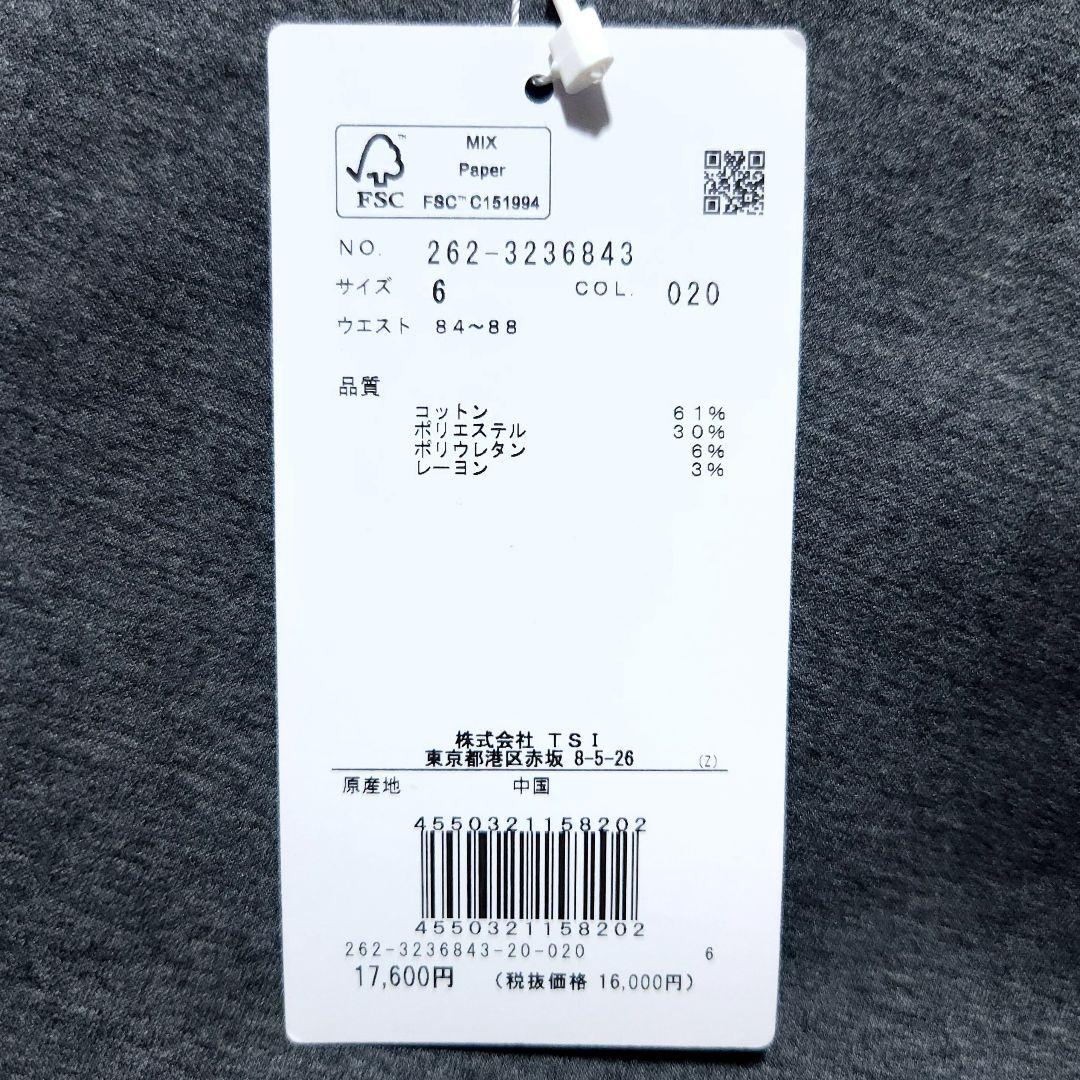 MIX
Paper
FSC™ FSC™ C151994
NO. 262-3236843
サイズ 6 COL. 020
ウエスト 84~88
品質
コットン 61%
ポリエステル 30%
ポリウレタン 6%
レーヨン 3%
株式会社 TSI
東京都港区赤坂 8-5-26 (Z)
原産地 中国
4550321158202
4550321158202
262-3236843-20-020 6
17,600円 (税抜価格 16,000円)